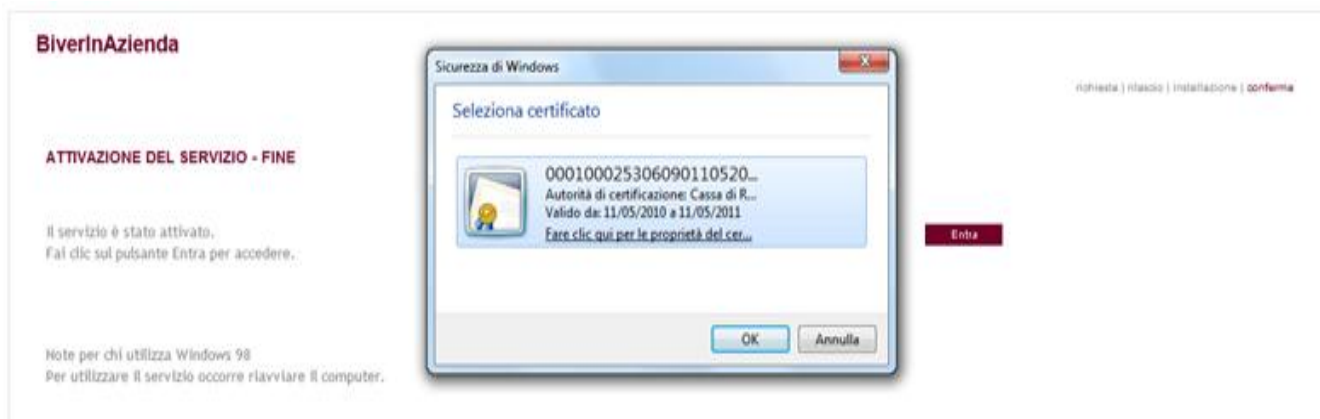 BiverInAzienda
richiesta | rilascio | installazione | conferma
ATTIVAZIONE DEL SERVIZIO - FINE
Il servizio è stato attivato.
Fai clic sul pulsante Entra per accedere.
Entra
Note per chi utilizza Windows 98
Per utilizzare il servizio occorre riavviare il computer.
Sicurezza di Windows
Seleziona certificato
000100025306090110520...
Autorità di certificazione: Cassa di R...
Valido da: 11/05/2010 a 11/05/2011
Fare clic qui per le proprietà del cer...
OK
Annulla